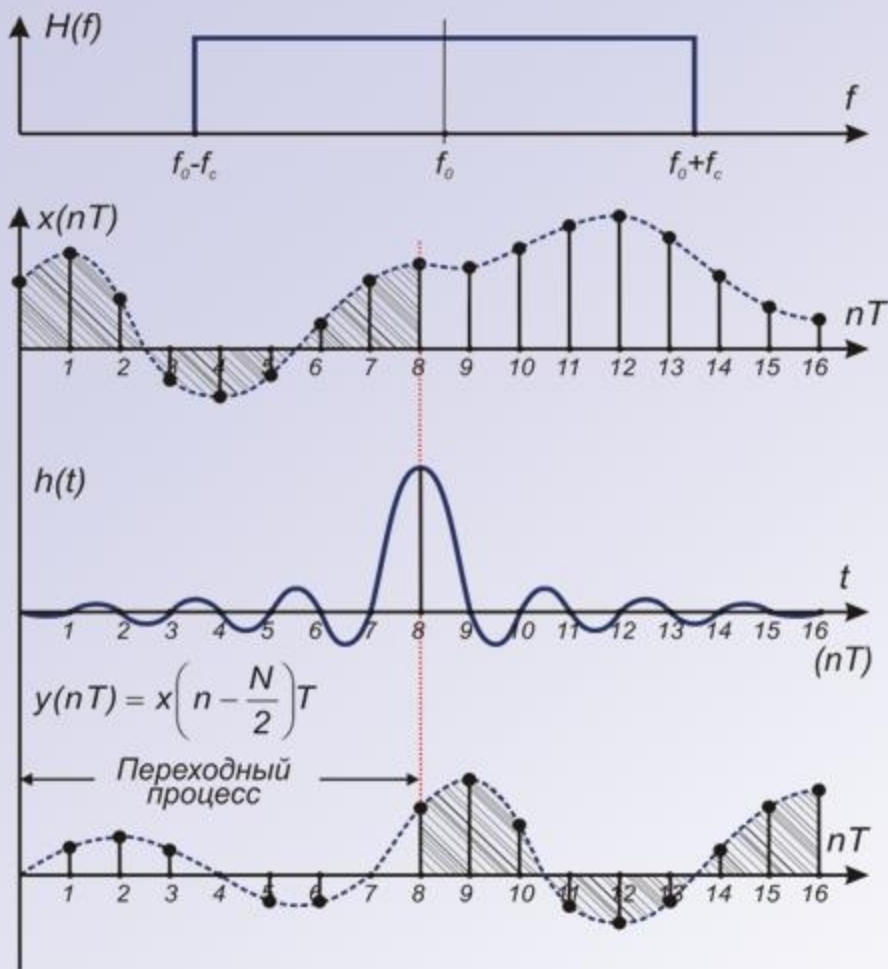 H(f)
f
f₀-f_c f₀ f₀+f_c
x(nT)
nT
1 2 3 4 5 6 7 8 9 10 11 12 13 14 15 16
h(t)
t
1 2 3 4 5 6 7 8 9 10 11 12 13 14 15 16
(nT)
y(nT) = x(n - N/2)T
Переходный
процесс
nT
1 2 3 4 5 6 7 8 9 10 11 12 13 14 15 16